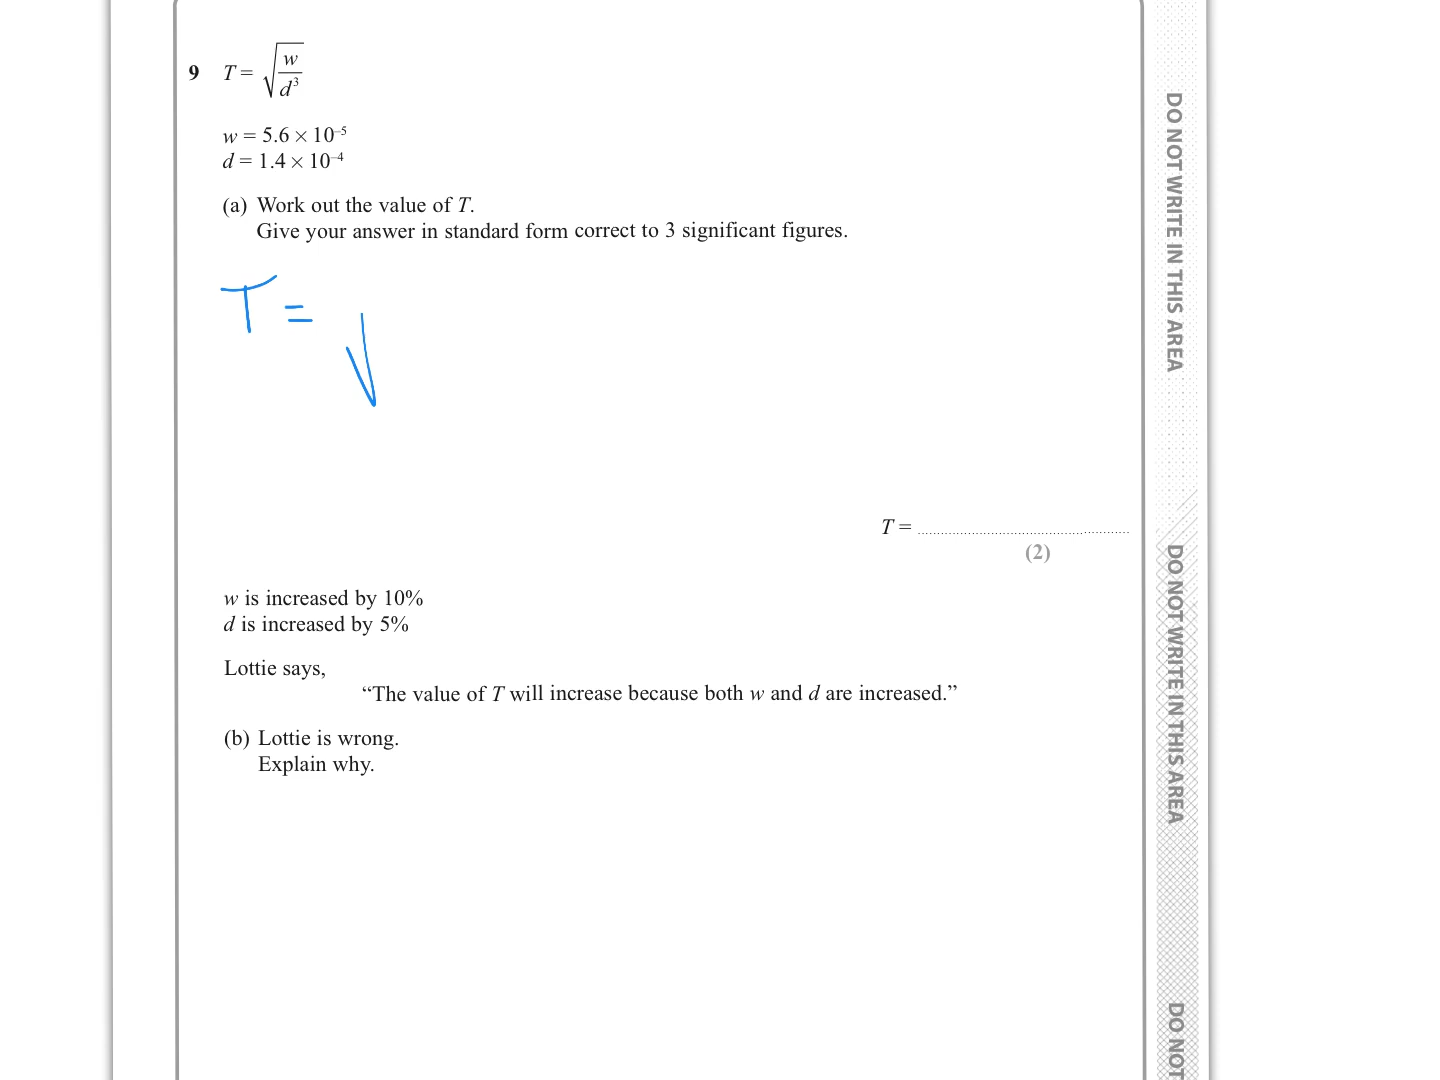 9 T = √(w/d³)
w = 5.6 × 10⁻⁵
d = 1.4 × 10⁻⁴
(a) Work out the value of T.
Give your answer in standard form correct to 3 significant figures.
T = √
T = ........................................................
(2)
w is increased by 10%
d is increased by 5%
Lottie says,
“The value of T will increase because both w and d are increased.”
(b) Lottie is wrong.
Explain why.
DO NOT WRITE IN THIS AREA
DO NOT WRITE IN THIS AREA
DO NOT